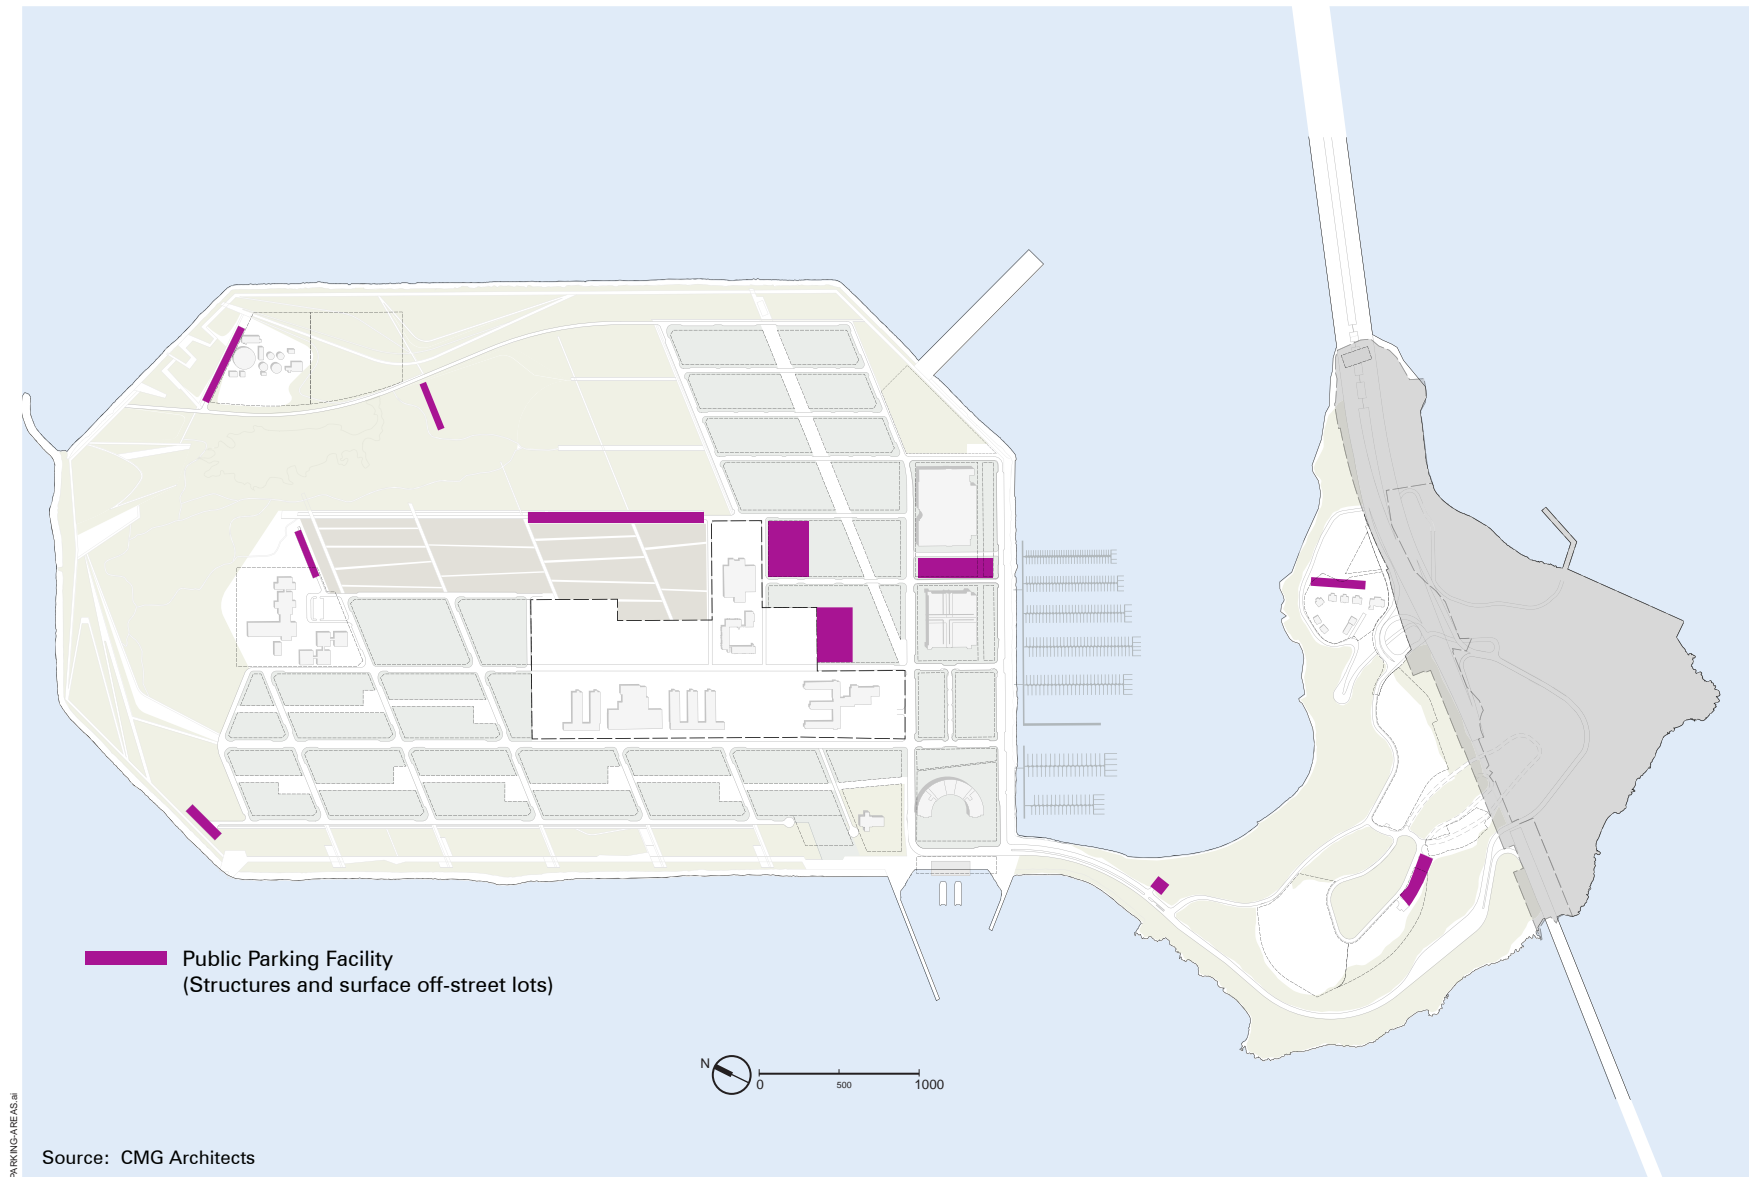 Public Parking Facility
(Structures and surface off-street lots)
N
0 500 1000
PARKING-AREAS.ai
Source: CMG Architects